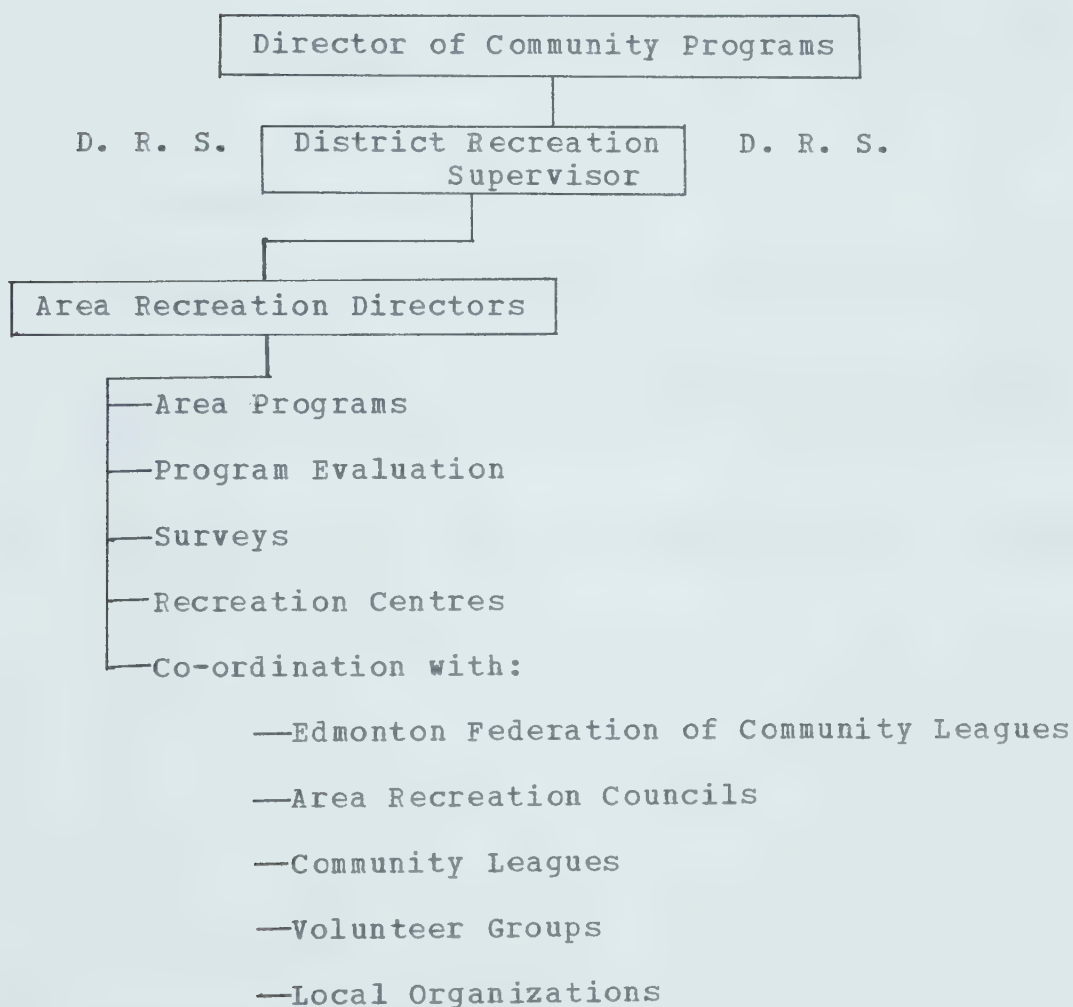 Director of Community Programs
D. R. S. District Recreation D. R. S.
Supervisor
Area Recreation Directors
—Area Programs
—Program Evaluation
—Surveys
—Recreation Centres
—Co-ordination with:
—Edmonton Federation of Community Leagues
—Area Recreation Councils
—Community Leagues
—Volunteer Groups
—Local Organizations